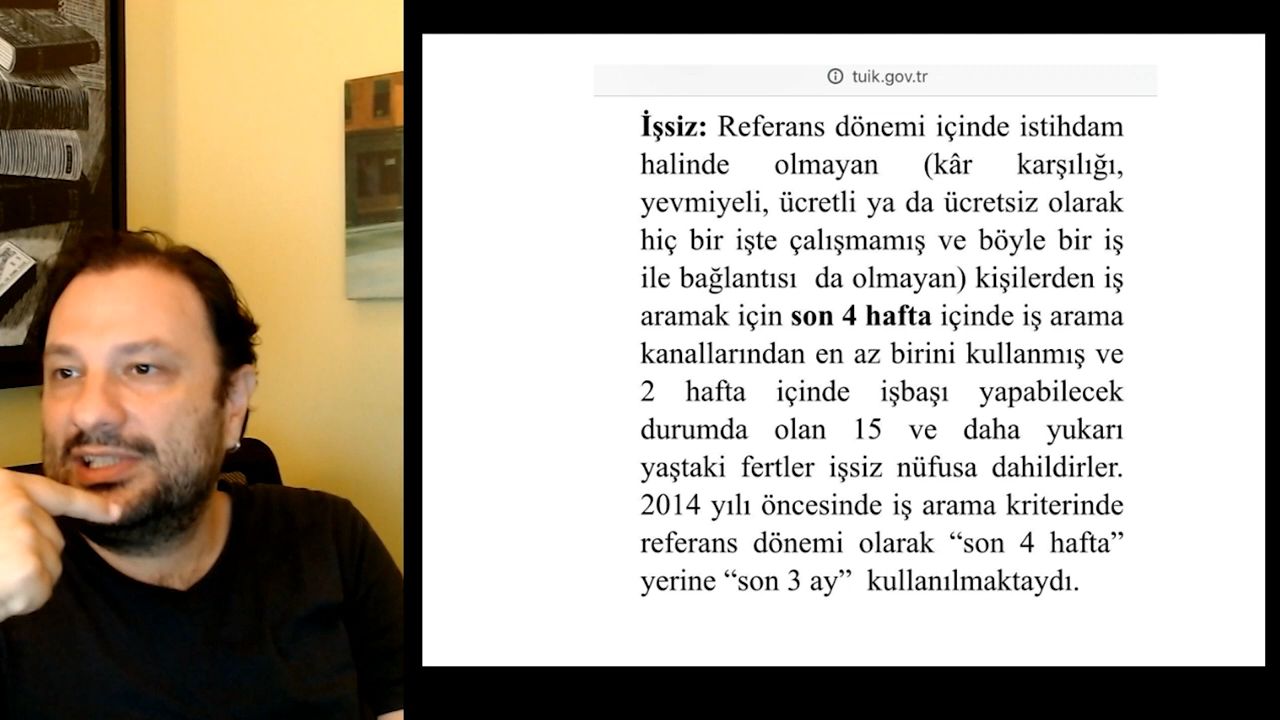 tuik.gov.tr
İşsiz: Referans dönemi içinde istihdam
halinde olmayan (kâr karşılığı,
yevmiyeli, ücretli ya da ücretsiz olarak
hiç bir işte çalışmamış ve böyle bir iş
ile bağlantısı da olmayan) kişilerden iş
aramak için son 4 hafta içinde iş arama
kanallarından en az birini kullanmış ve
2 hafta içinde işbaşı yapabilecek
durumda olan 15 ve daha yukarı
yaştaki fertler işsiz nüfusa dahildirler.
2014 yılı öncesinde iş arama kriterinde
referans dönemi olarak “son 4 hafta”
yerine “son 3 ay” kullanılmaktaydı.